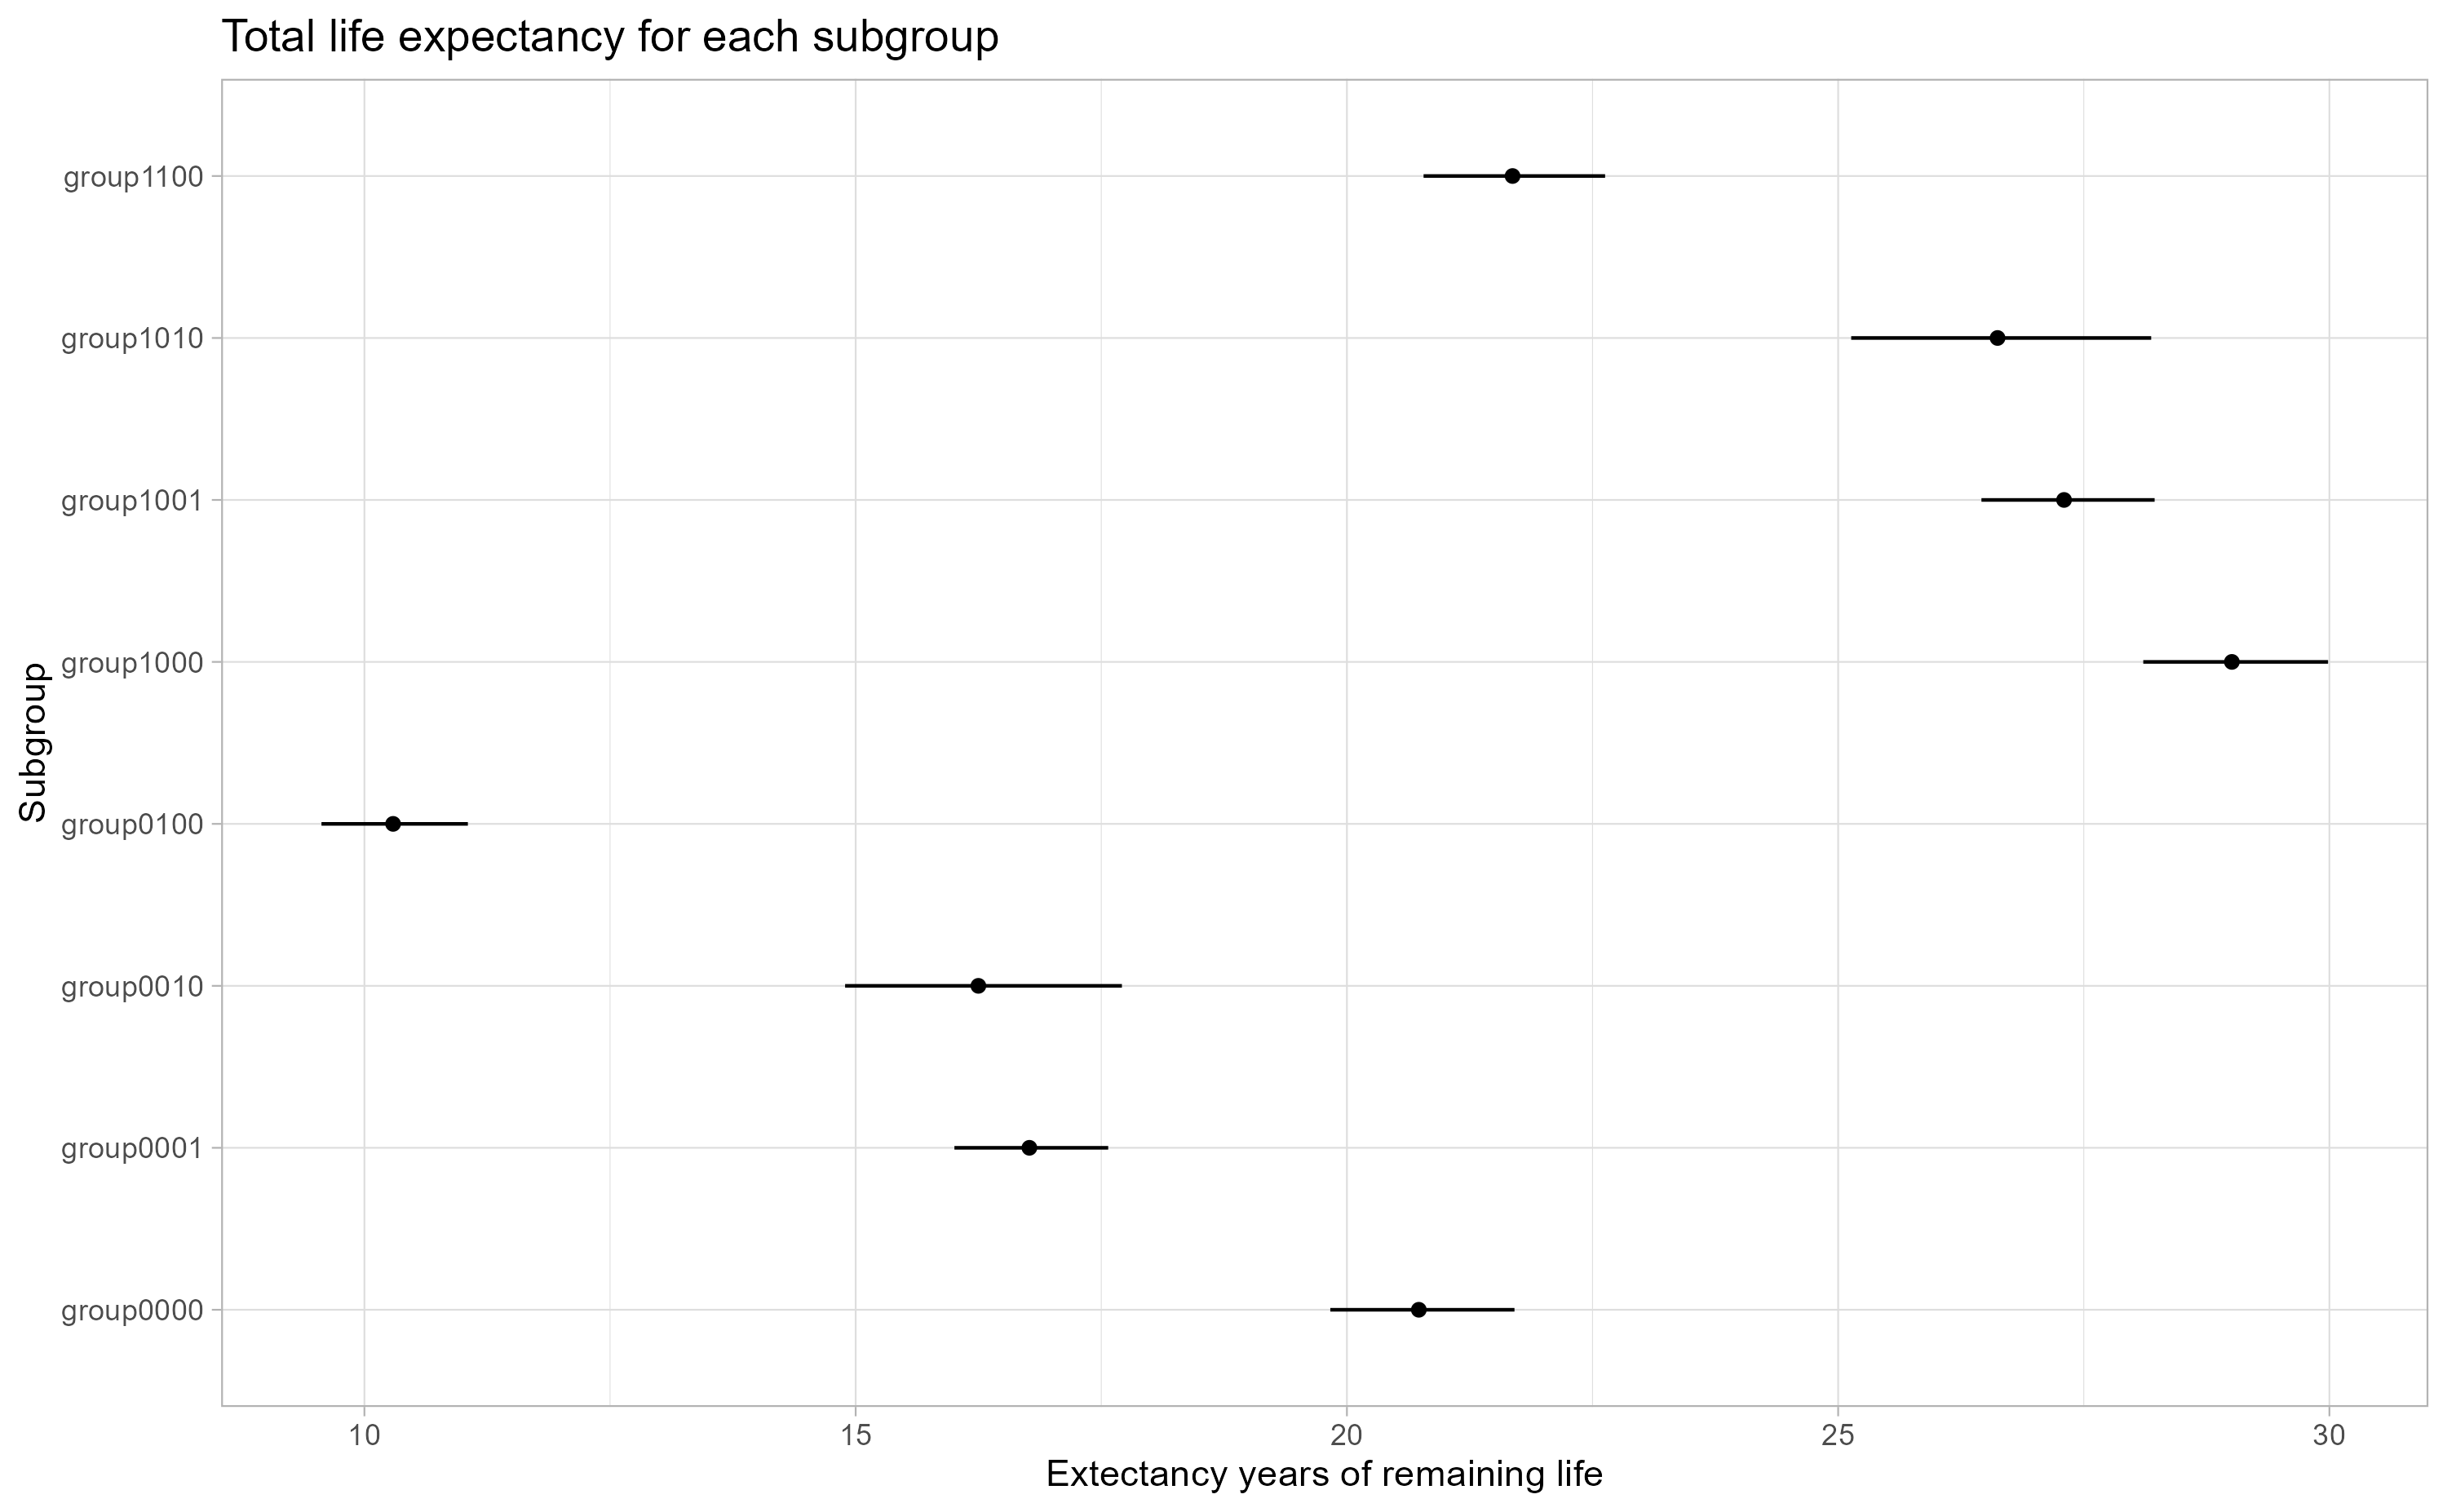 Total life expectancy for each subgroup
group1100
group1010
group1001
group1000
group0100
group0010
group0001
group0000
Subgroup
10 15 20 25 30
Extectancy years of remaining life